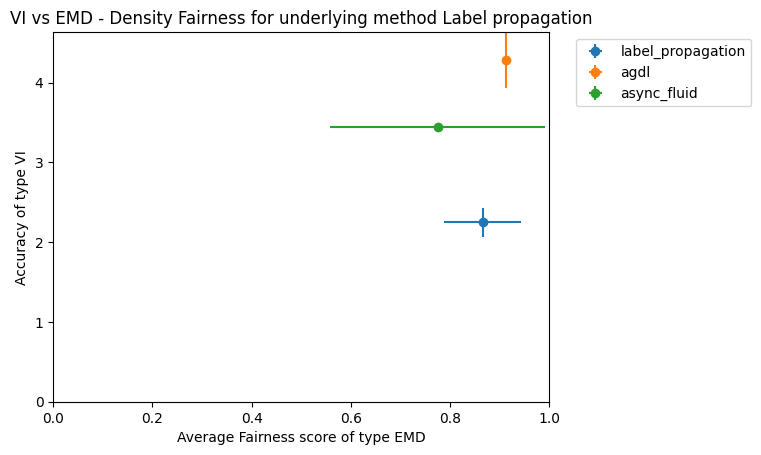 VI vs EMD - Density Fairness for underlying method Label propagation
label_propagation
agdl
async_fluid
Accuracy of type VI
4
3
2
1
0
0.0 0.2 0.4 0.6 0.8 1.0
Average Fairness score of type EMD